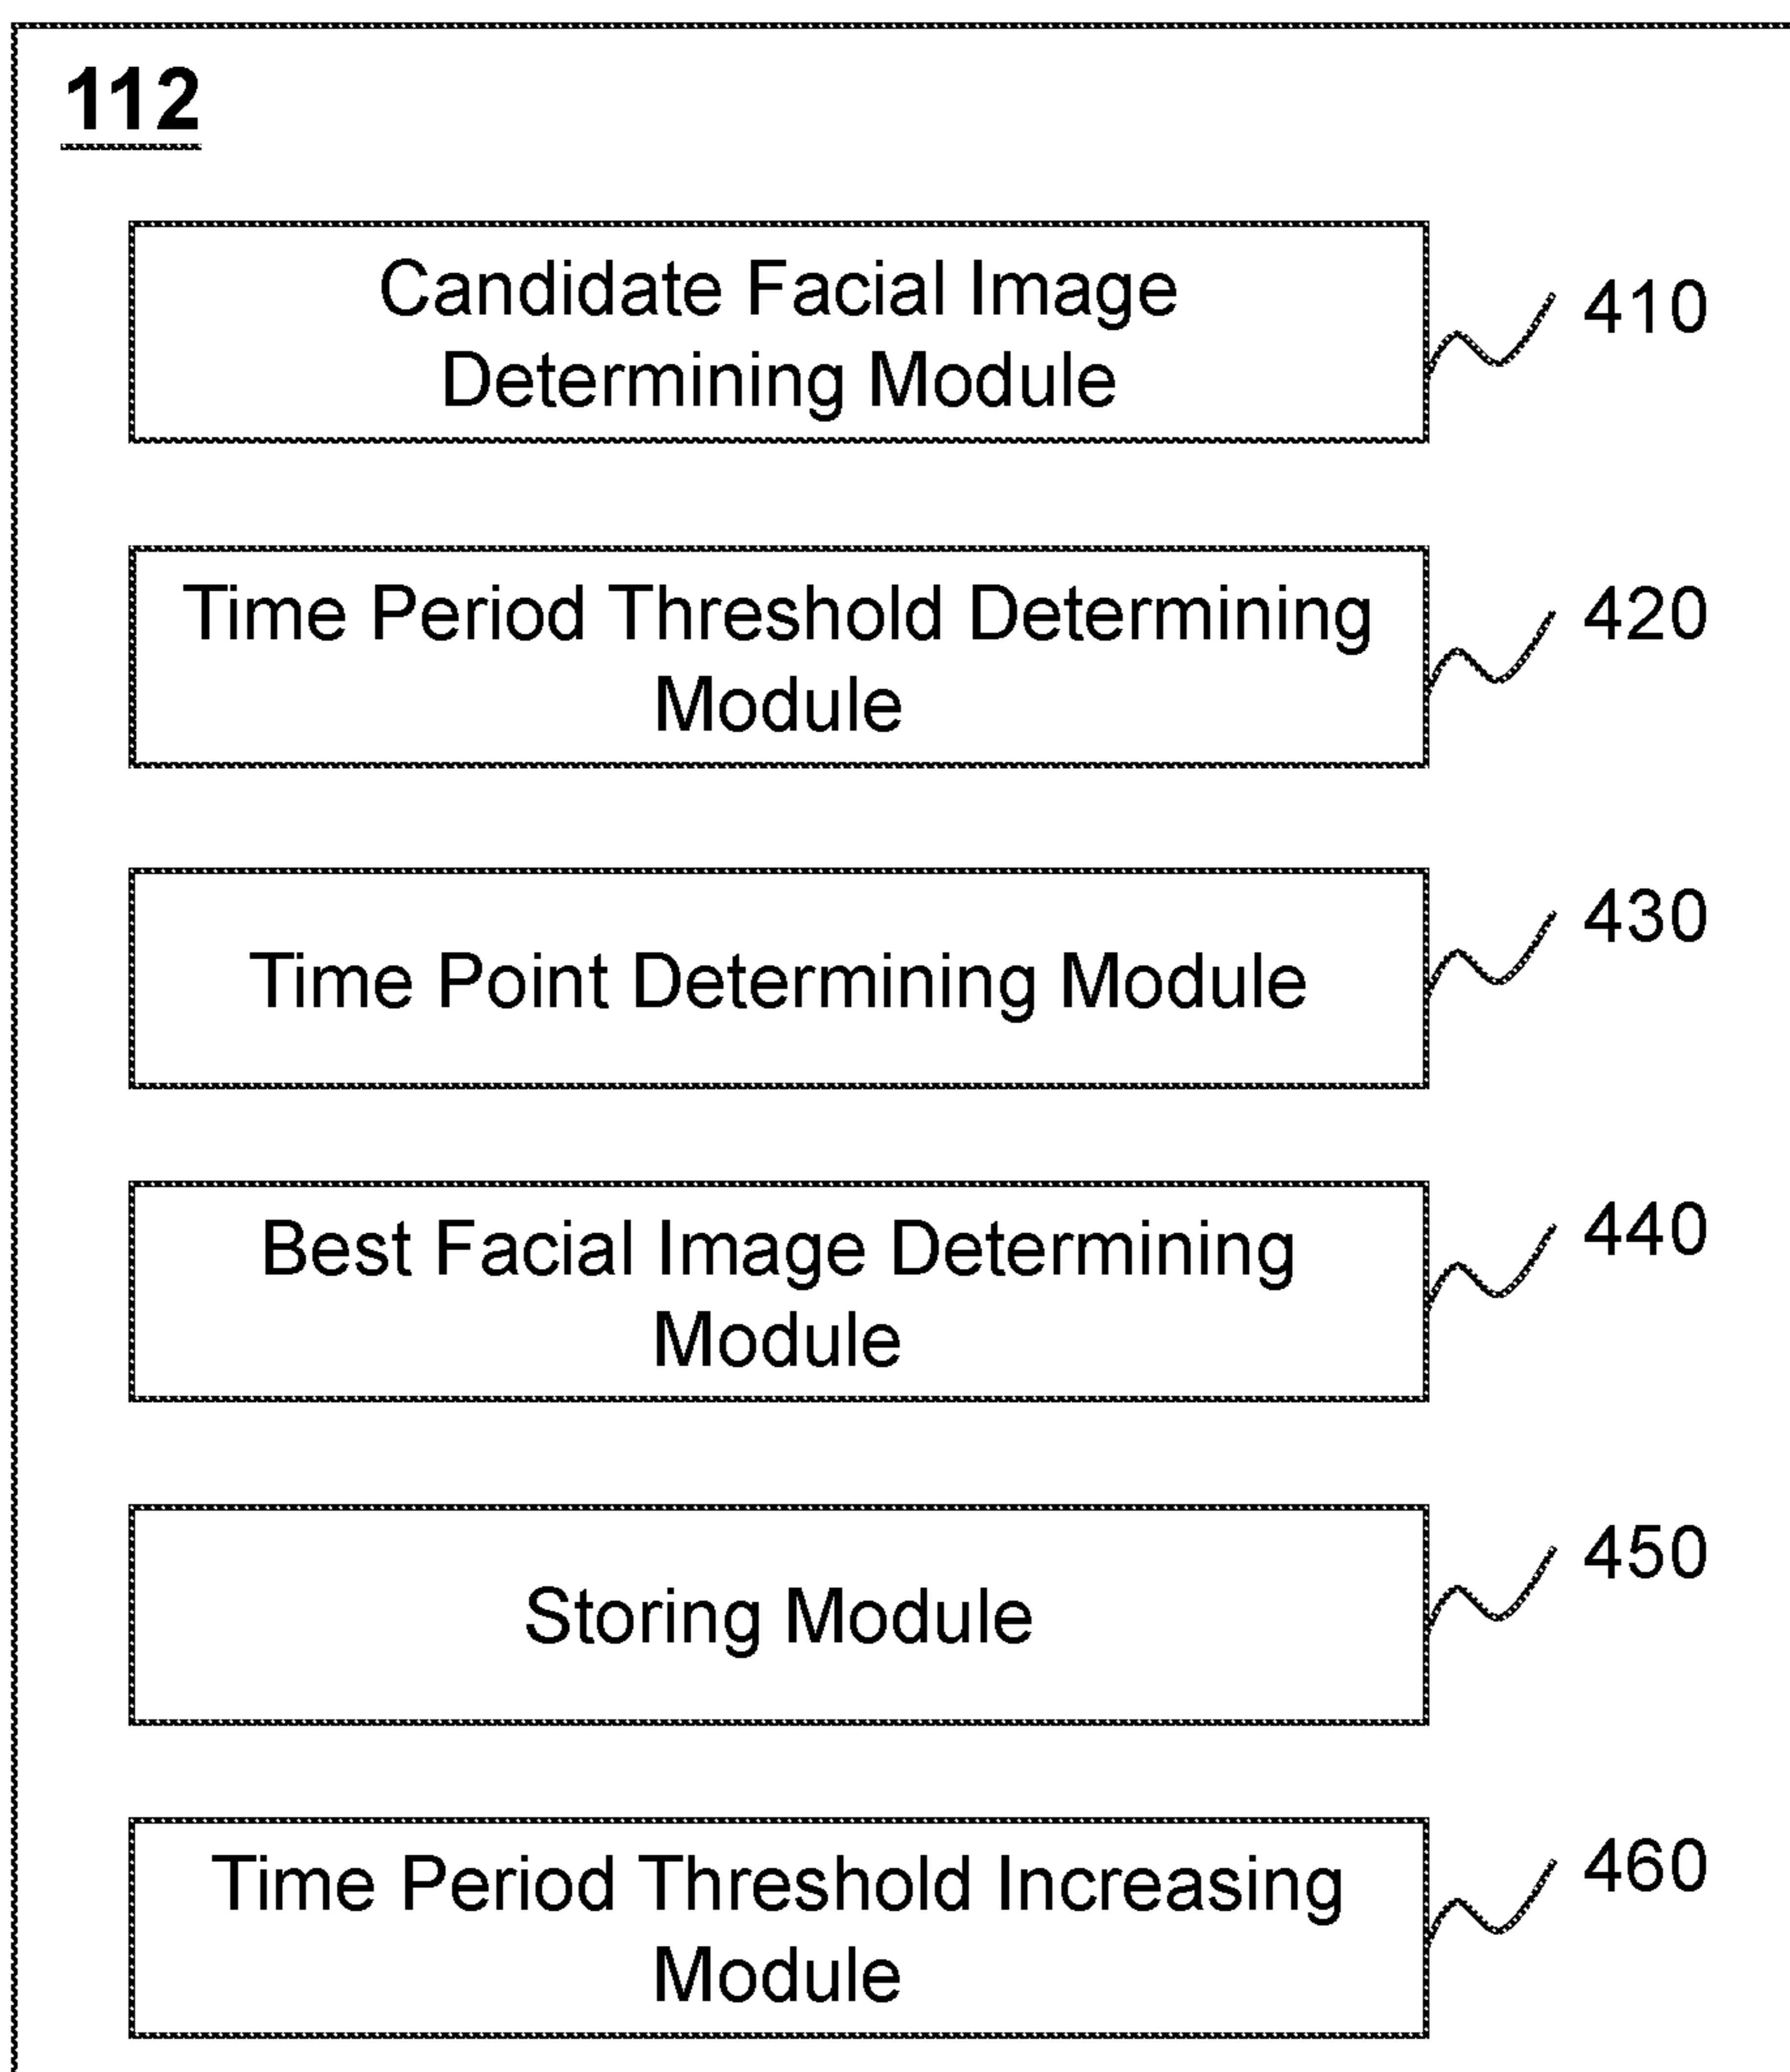 112
Candidate Facial Image
Determining Module
410
Time Period Threshold Determining
Module
420
Time Point Determining Module
430
Best Facial Image Determining
Module
440
Storing Module
450
Time Period Threshold Increasing
Module
460